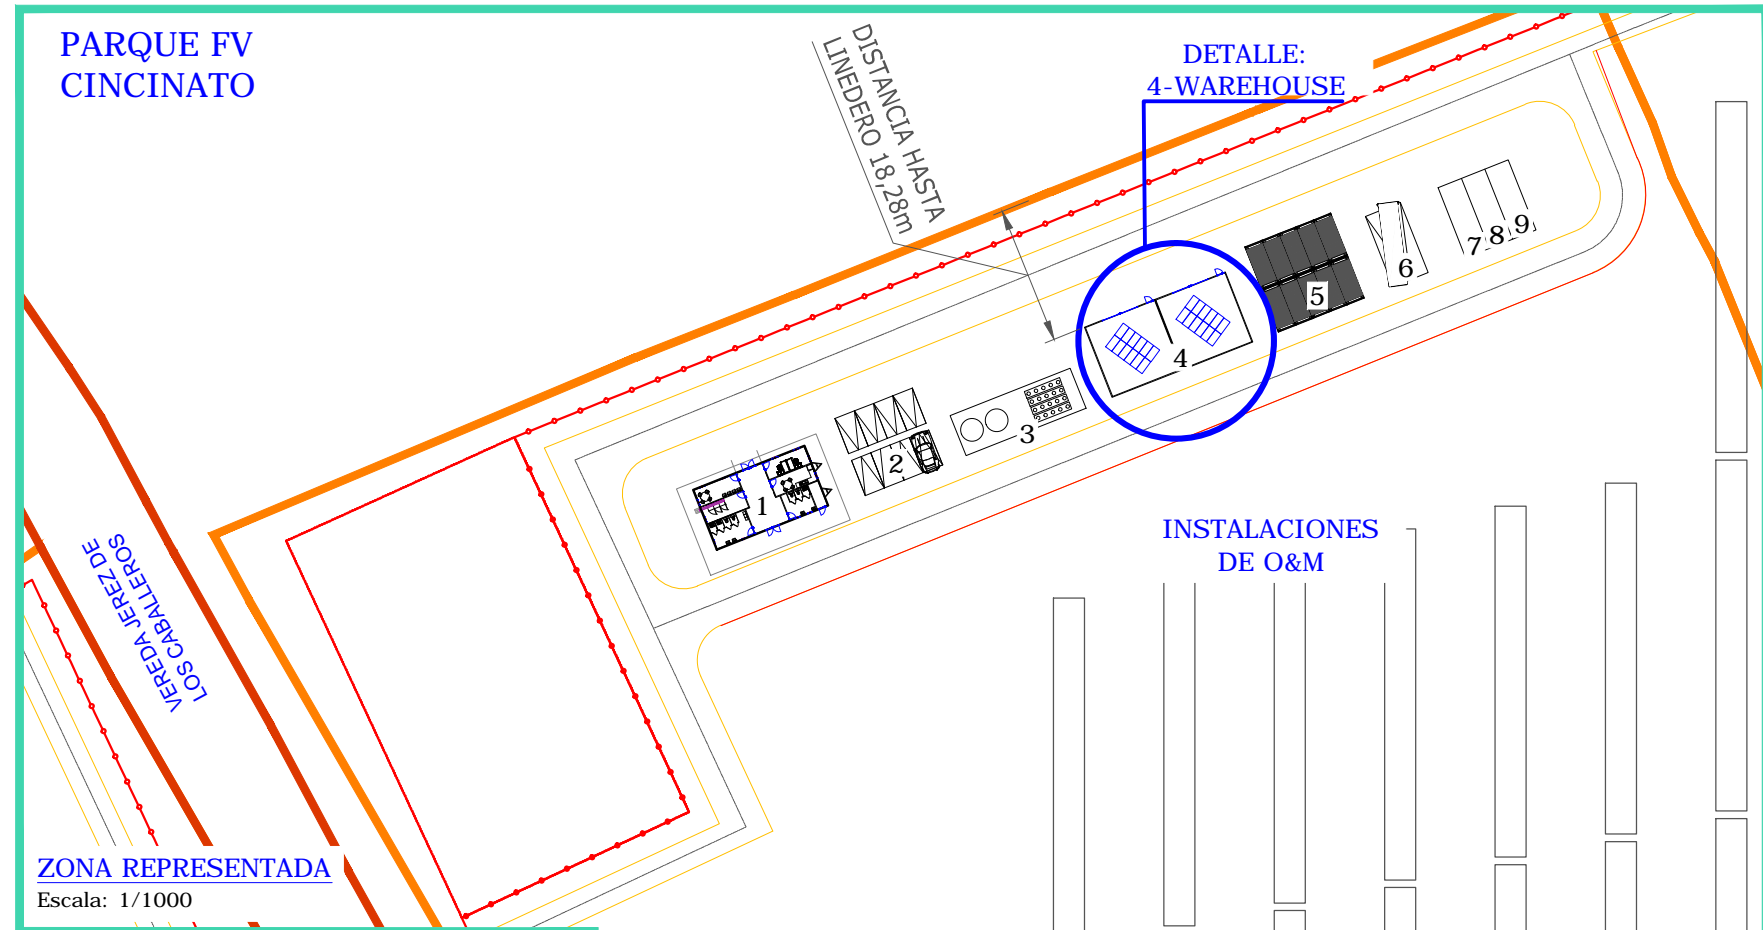 PARQUE FV
CINCINATO
DISTANCIA HASTA
LINEDERO 18,28m
DETALLE:
4-WAREHOUSE
1
2
3
4
5
6
7
8
9
INSTALACIONES
DE O&M
VEREDA JEREZ DE
LOS CABALLEROS
ZONA REPRESENTADA
Escala: 1/1000